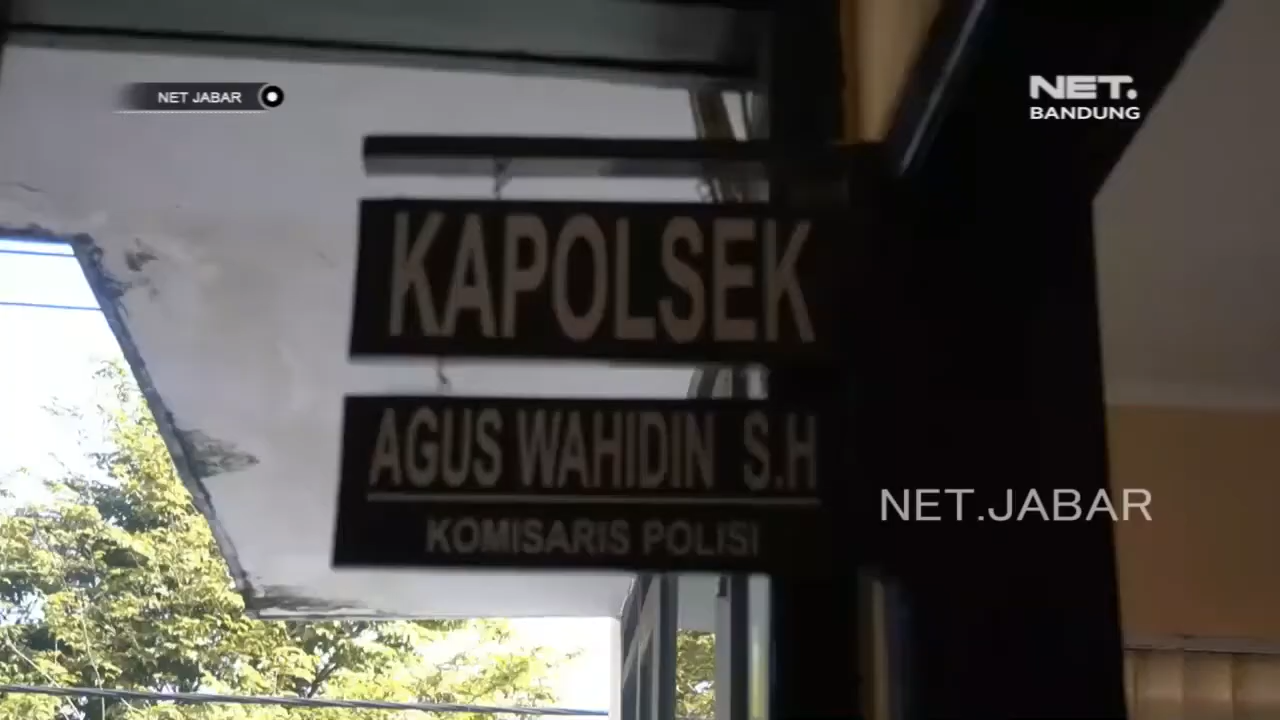 NET JABAR
NET.
BANDUNG
KAPOLSEK
AGUS WAHIDIN S.H
KOMISARIS POLISI
NET.JABAR